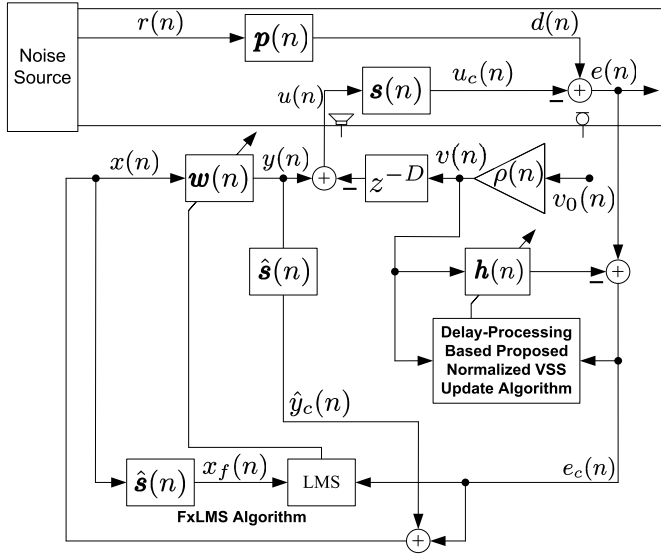 Noise
Source
r(n)
p(n)
d(n)
u(n)
s(n)
u_c(n)
+
−
e(n)
x(n)
w(n)
y(n)
+
−
z^{−D}
v(n)
ρ(n)
v_0(n)
ŝ(n)
h(n)
−
+
Delay-Processing
Based Proposed
Normalized VSS
Update Algorithm
ŷ_c(n)
ŝ(n)
x_f(n)
LMS
e_c(n)
FxLMS Algorithm
+